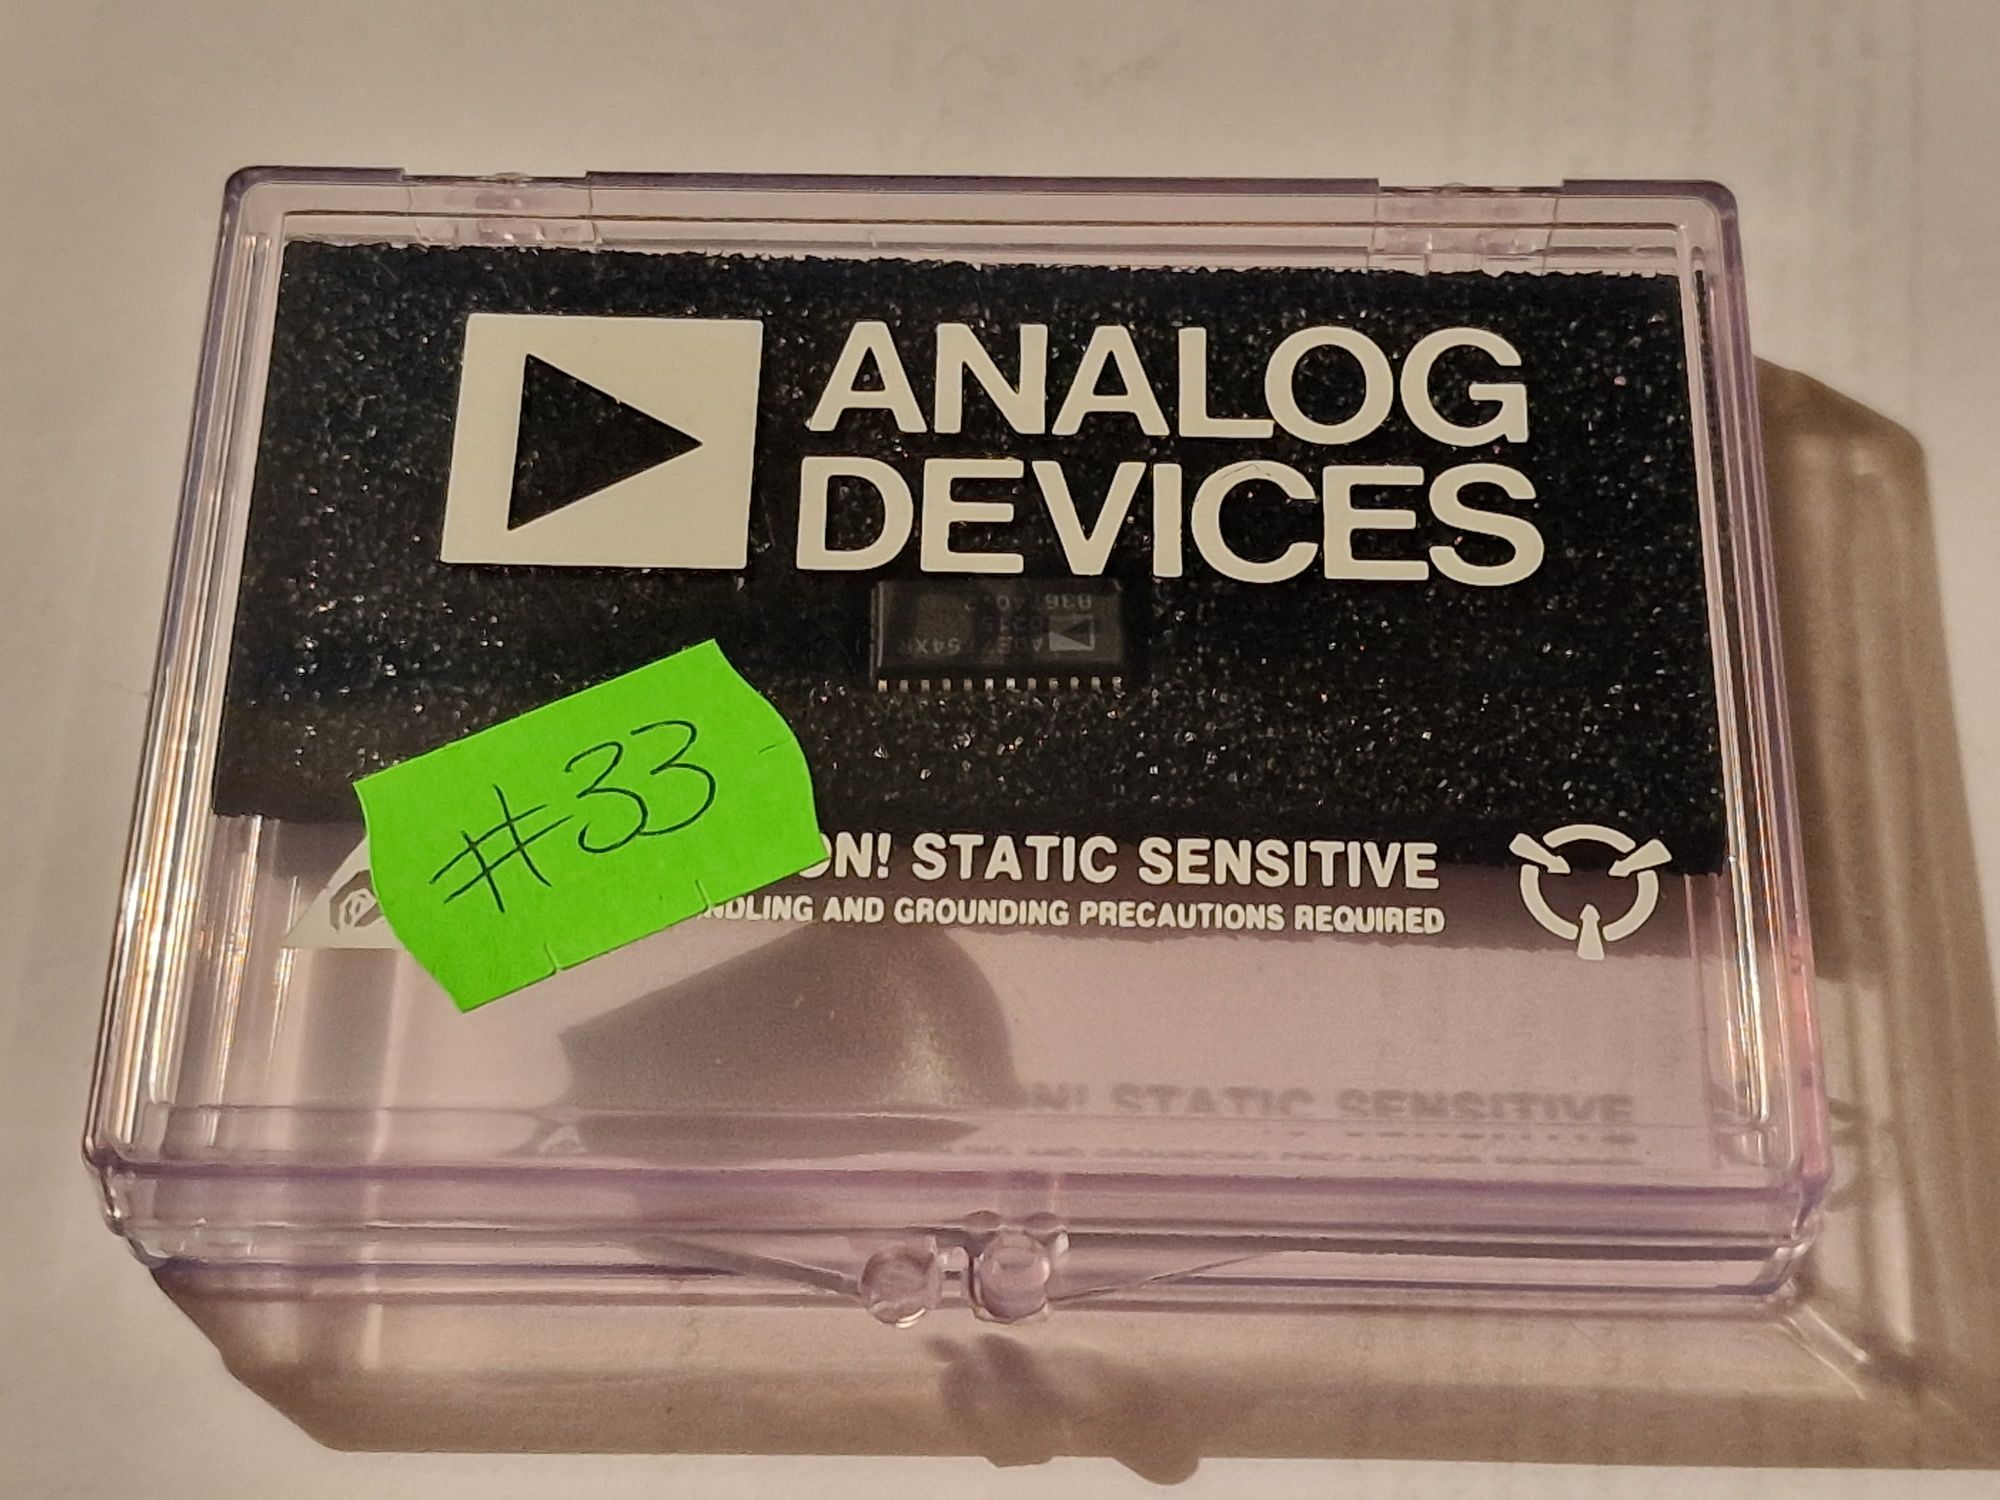 ANALOG
DEVICES
#33
ON! STATIC SENSITIVE
NDLING AND GROUNDING PRECAUTIONS REQUIRED